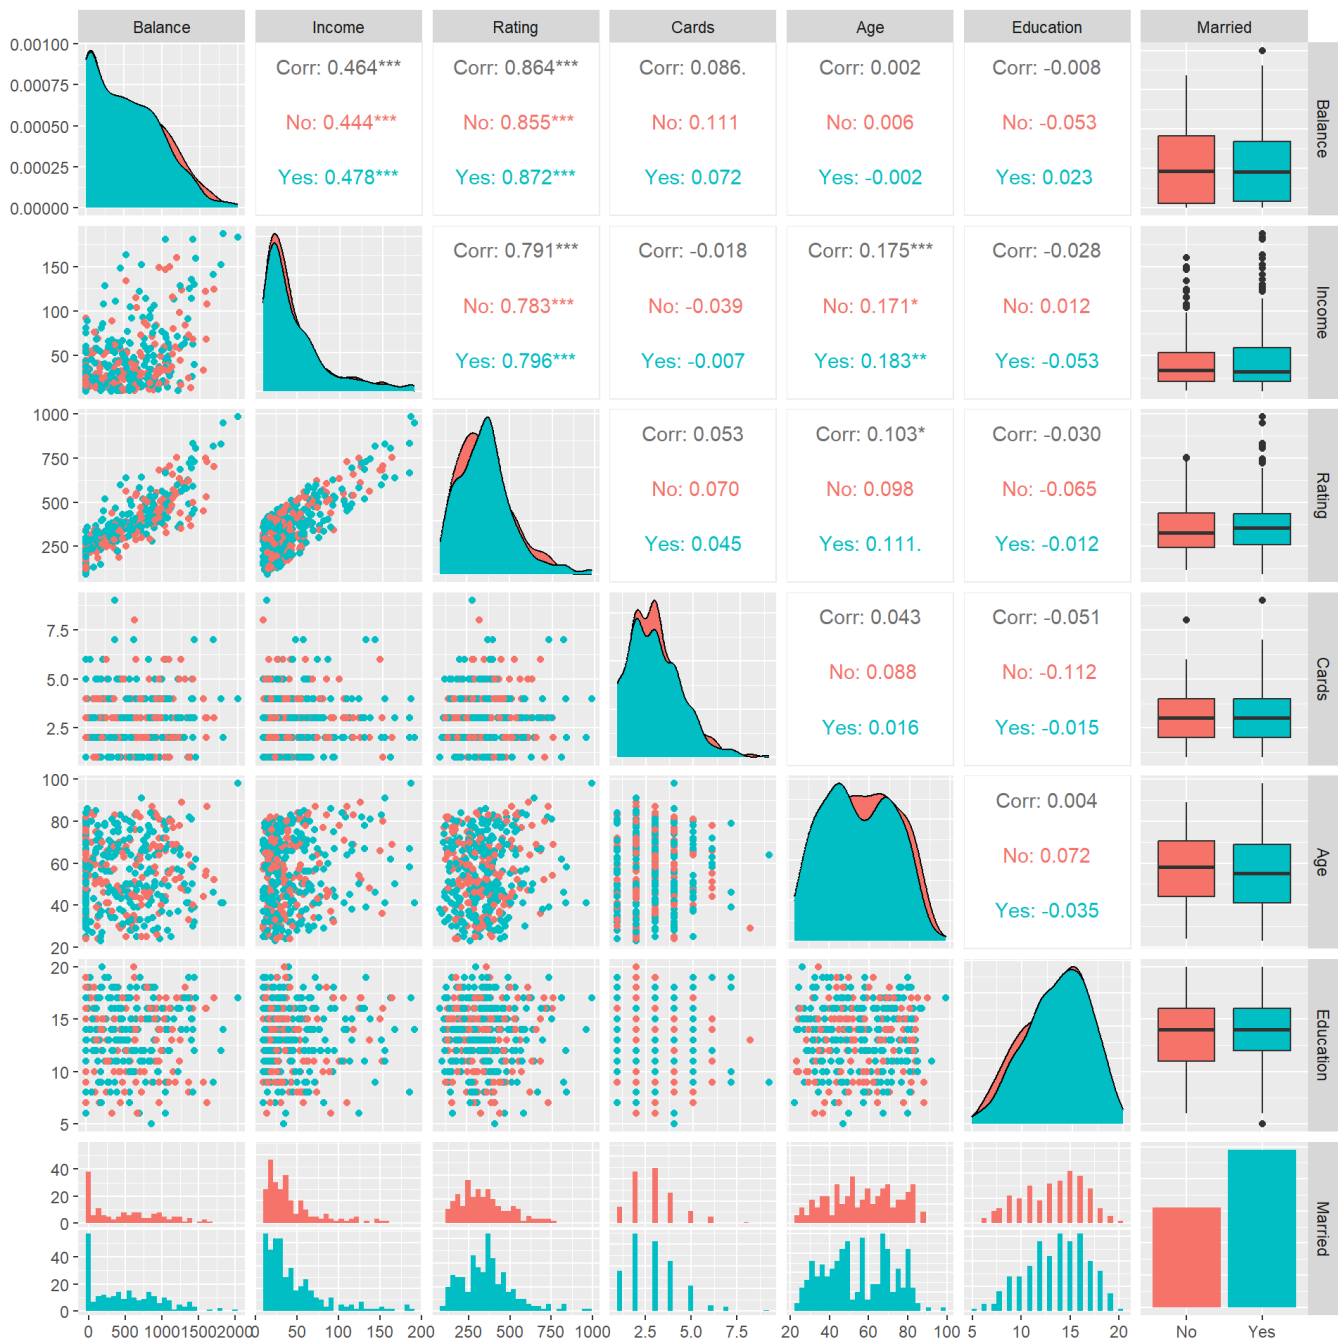 Balance Income Rating Cards Age Education Married
0.00100
0.00075
0.00050
0.00025
0.00000
Corr: 0.464*** Corr: 0.864*** Corr: 0.086. Corr: 0.002 Corr: -0.008
No: 0.444*** No: 0.855*** No: 0.111 No: 0.006 No: -0.053
Yes: 0.478*** Yes: 0.872*** Yes: 0.072 Yes: -0.002 Yes: 0.023
Balance
150
100
50
Corr: 0.791*** Corr: -0.018 Corr: 0.175*** Corr: -0.028
No: 0.783*** No: -0.039 No: 0.171* No: 0.012
Yes: 0.796*** Yes: -0.007 Yes: 0.183** Yes: -0.053
Income
1000
750
500
250
Corr: 0.053 Corr: 0.103* Corr: -0.030
No: 0.070 No: 0.098 No: -0.065
Yes: 0.045 Yes: 0.111. Yes: -0.012
Rating
7.5
5.0
2.5
Corr: 0.043 Corr: -0.051
No: 0.088 No: -0.112
Yes: 0.016 Yes: -0.015
Cards
100
80
60
40
20
Corr: 0.004
No: 0.072
Yes: -0.035
Age
20
15
10
5
Education
40
20
0
40
20
0
Married
0 500 1000 1500 2000 0 50 100 150 200 250 500 750 1000 2.5 5.0 7.5 20 40 60 80 100 5 10 15 20 No Yes